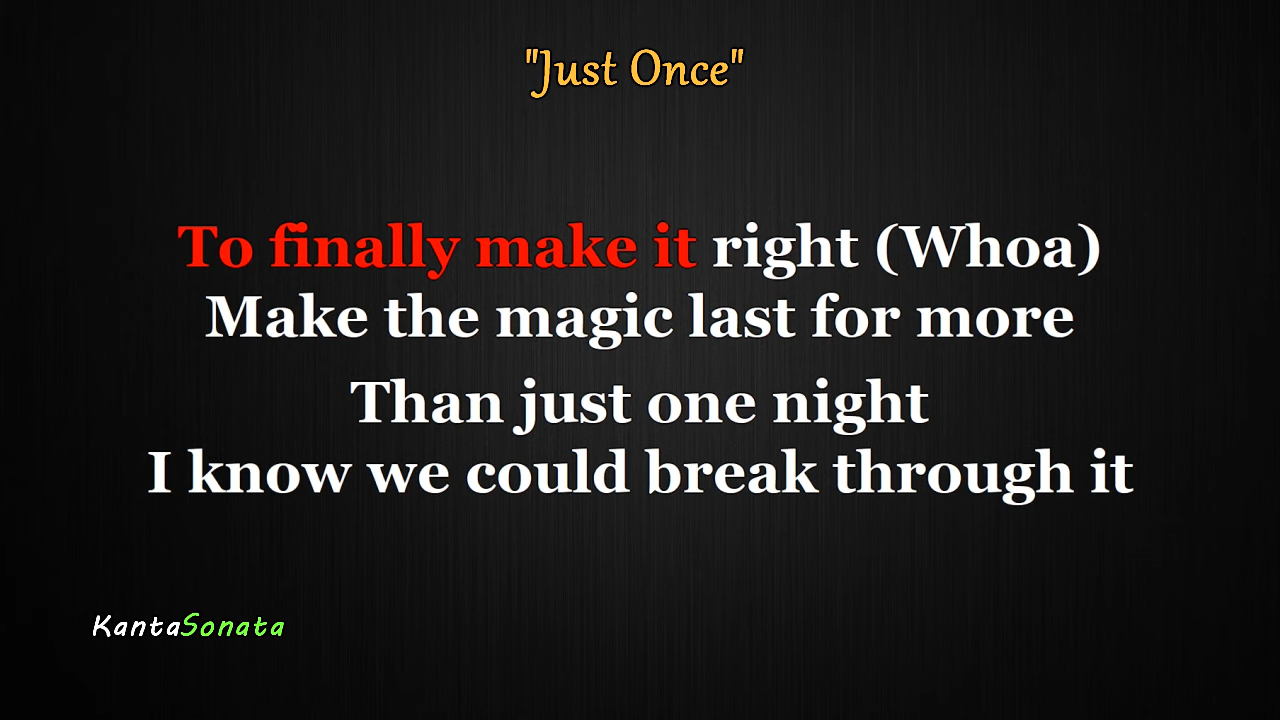 "Just Once"
To finally make it right (Whoa)
Make the magic last for more
Than just one night
I know we could break through it
KantaSonata